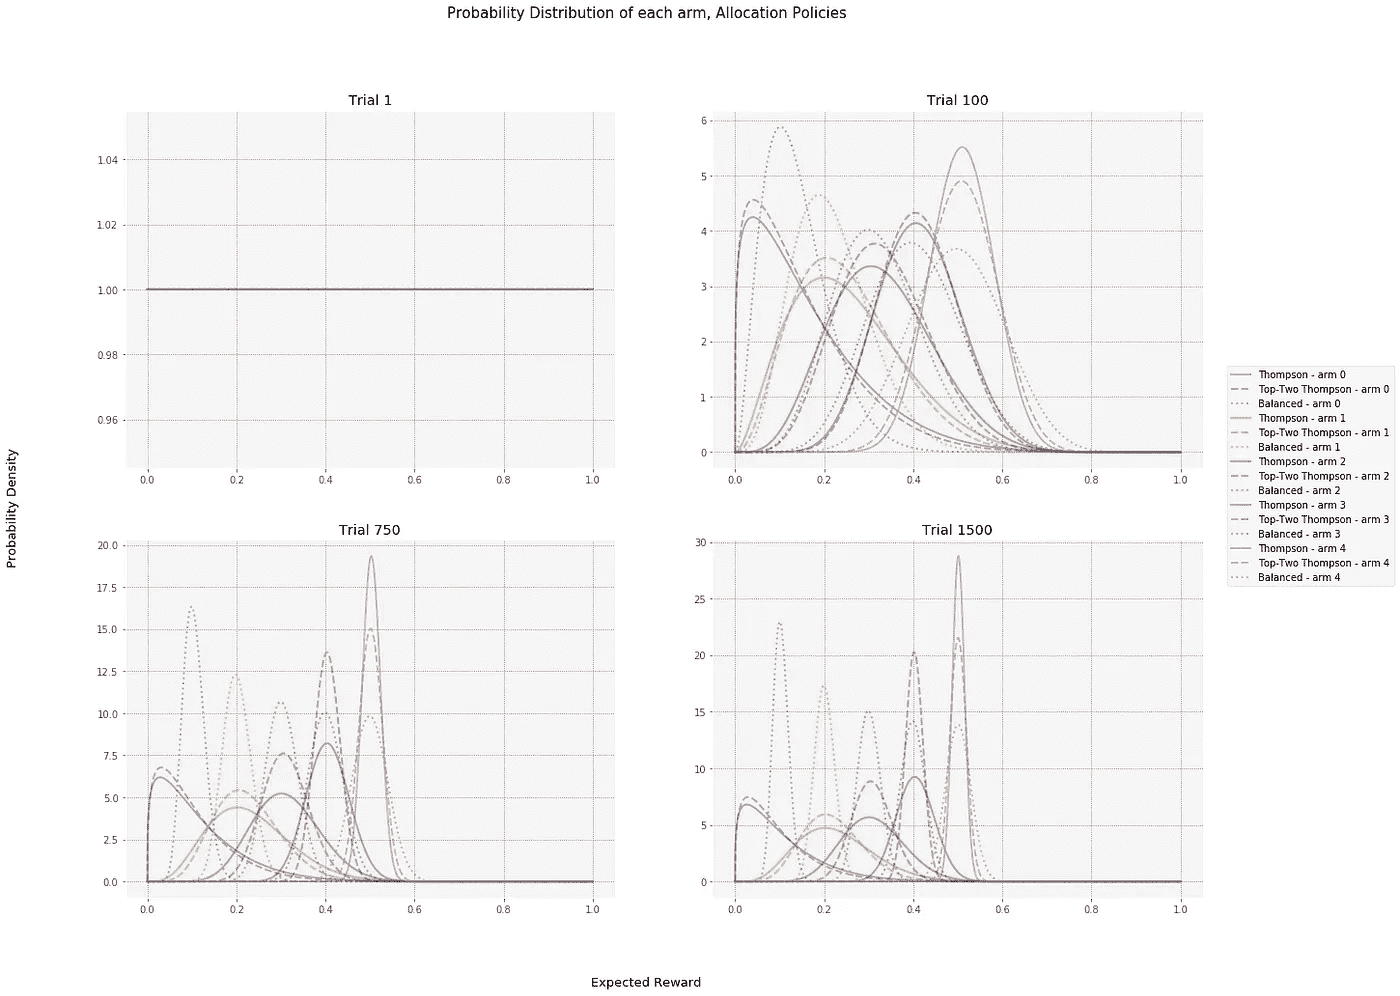 Probability Distribution of each arm, Allocation Policies
Trial 1
1.04
1.02
1.00
0.98
0.96
0.0 0.2 0.4 0.6 0.8 1.0
Trial 100
6
5
4
3
2
1
0
0.0 0.2 0.4 0.6 0.8 1.0
Probability Density
Trial 750
20.0
17.5
15.0
12.5
10.0
7.5
5.0
2.5
0.0
0.0 0.2 0.4 0.6 0.8 1.0
Trial 1500
30
25
20
15
10
5
0
0.0 0.2 0.4 0.6 0.8 1.0
Thompson - arm 0
Top-Two Thompson - arm 0
Balanced - arm 0
Thompson - arm 1
Top-Two Thompson - arm 1
Balanced - arm 1
Thompson - arm 2
Top-Two Thompson - arm 2
Balanced - arm 2
Thompson - arm 3
Top-Two Thompson - arm 3
Balanced - arm 3
Thompson - arm 4
Top-Two Thompson - arm 4
Balanced - arm 4
Expected Reward